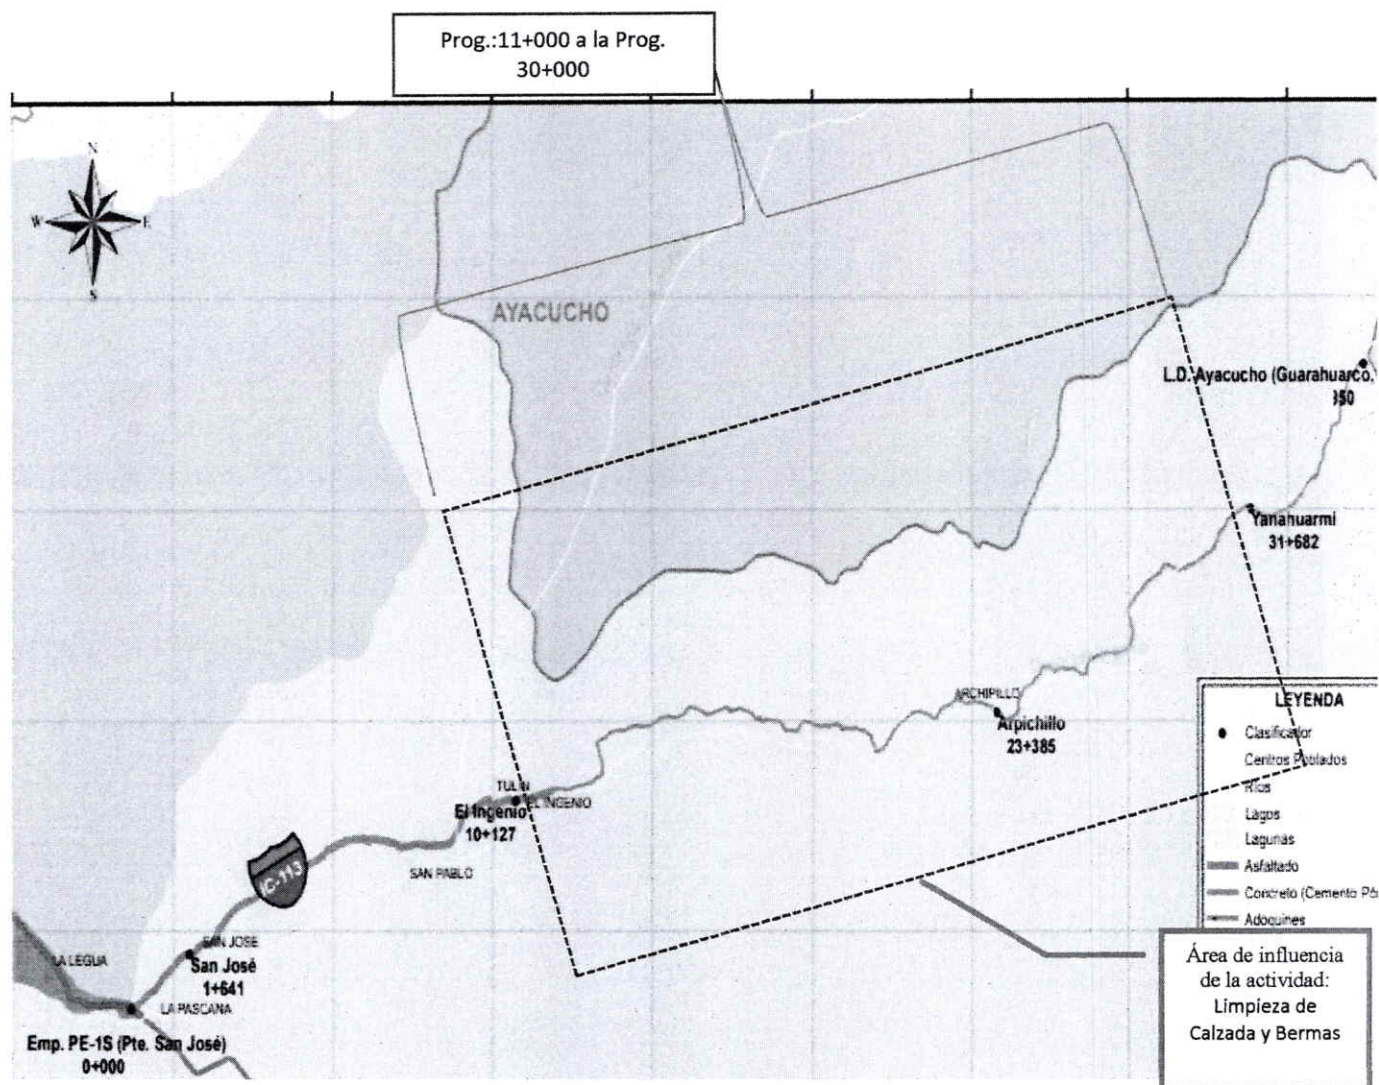 Prog.:11+000 a la Prog.
30+000
N
W
E
S
AYACUCHO
L.D. Ayacucho (Guarahuarco,
350
Yanahuarmi
31+682
ARCHIPILLO
Arpichillo
23+385
TULIN
EL INGENIO
El Ingenio
10+127
SAN PABLO
IC-113
SAN JOSE
San José
1+641
LA LEGUA
LA PASCANA
Emp. PE-1S (Pte. San José)
0+000
LEYENDA
Clasificador
Centros Poblados
Ríos
Lagos
Lagunas
Asfaltado
Concreto (Cemento Pó
Adoquines
Área de influencia
de la actividad:
Limpieza de
Calzada y Bermas